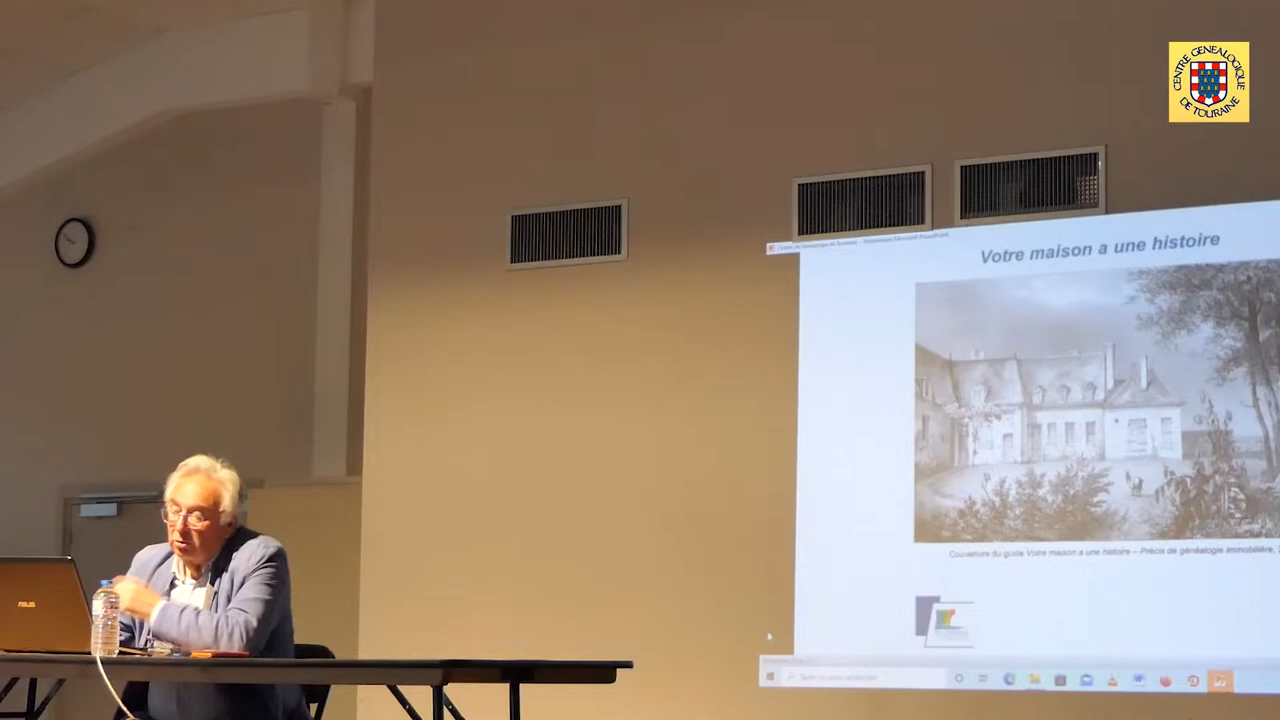 CENTRE GENEALOGIQUE
DE TOURAINE
Votre maison a une histoire
Couverture du guide Votre maison a une histoire – Précis de généalogie immobilière,
ASUS